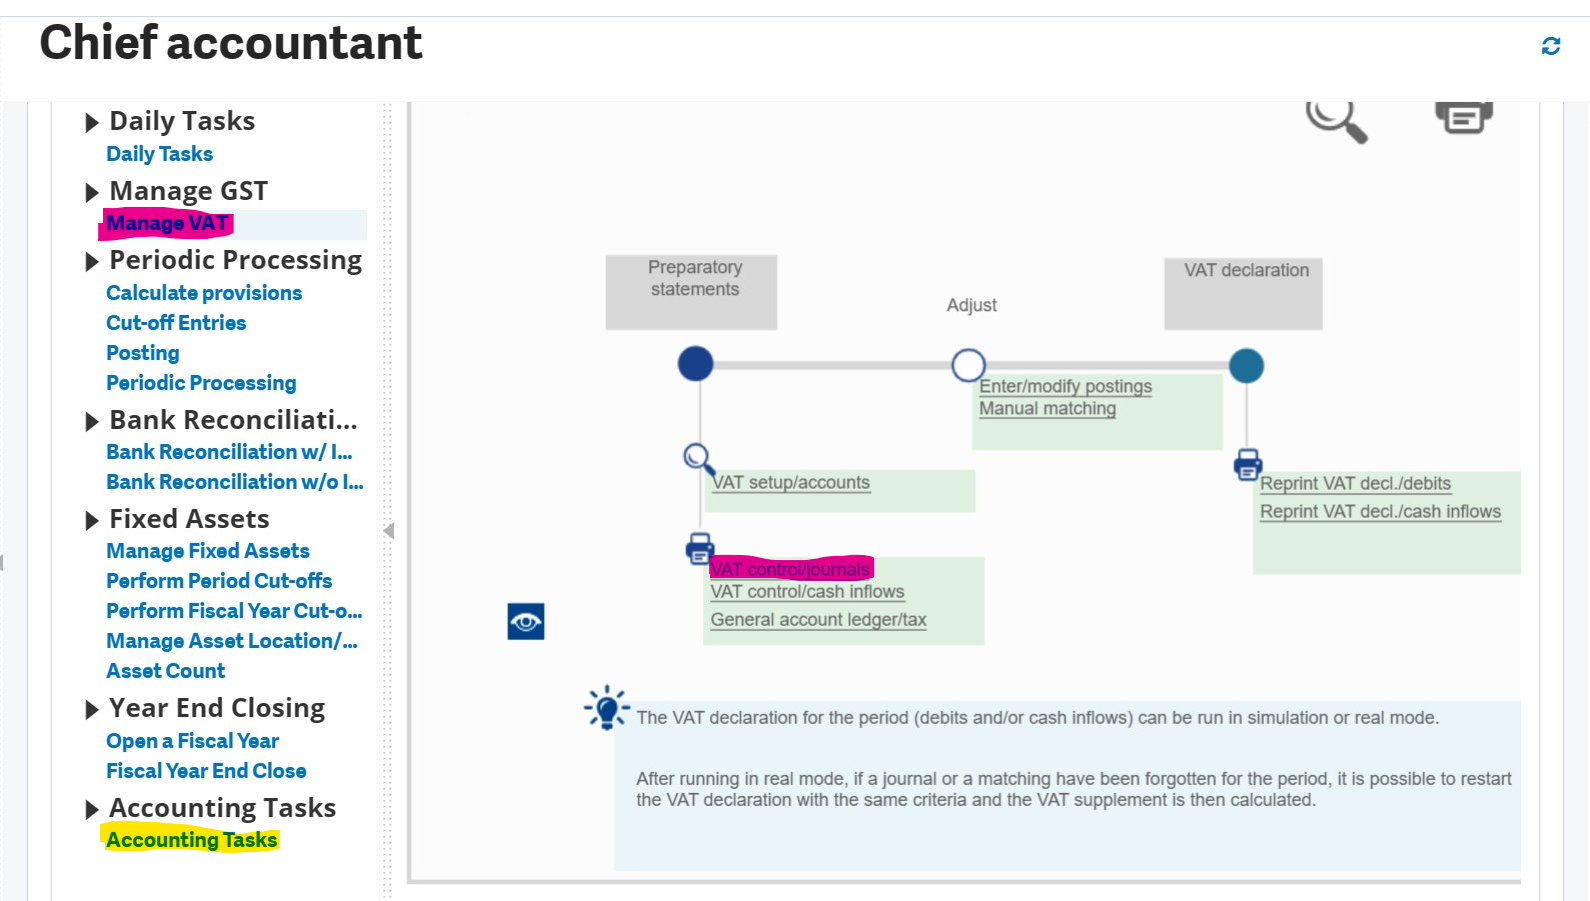 Chief accountant
Daily Tasks
Daily Tasks
Manage GST
Manage VAT
Periodic Processing
Calculate provisions
Cut-off Entries
Posting
Periodic Processing
Bank Reconciliati...
Bank Reconciliation w/ I...
Bank Reconciliation w/o I...
Fixed Assets
Manage Fixed Assets
Perform Period Cut-offs
Perform Fiscal Year Cut-o...
Manage Asset Location/...
Asset Count
Year End Closing
Open a Fiscal Year
Fiscal Year End Close
Accounting Tasks
Accounting Tasks
Preparatory
statements
Adjust
VAT declaration
Enter/modify postings
Manual matching
VAT setup/accounts
Reprint VAT decl./debits
Reprint VAT decl./cash inflows
VAT control/journals
VAT control/cash inflows
General account ledger/tax
The VAT declaration for the period (debits and/or cash inflows) can be run in simulation or real mode.
After running in real mode, if a journal or a matching have been forgotten for the period, it is possible to restart
the VAT declaration with the same criteria and the VAT supplement is then calculated.